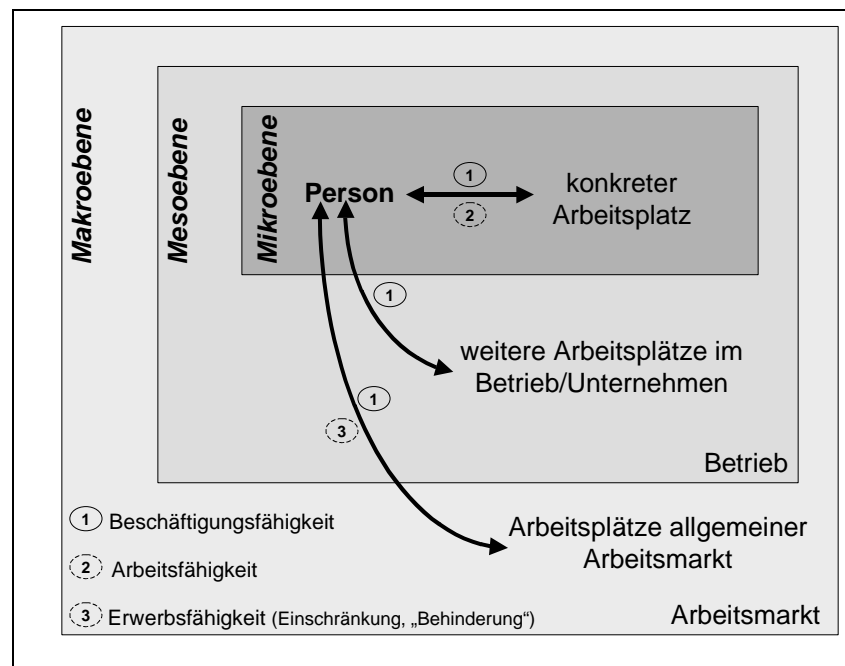 Makroebene
Mesoebene
Mikroebene
Person
1
2
konkreter
Arbeitsplatz
1
weitere Arbeitsplätze im
Betrieb/Unternehmen
1
3
Betrieb
1 Beschäftigungsfähigkeit
Arbeitsplätze allgemeiner
Arbeitsmarkt
2 Arbeitsfähigkeit
3 Erwerbsfähigkeit (Einschränkung, „Behinderung“)
Arbeitsmarkt